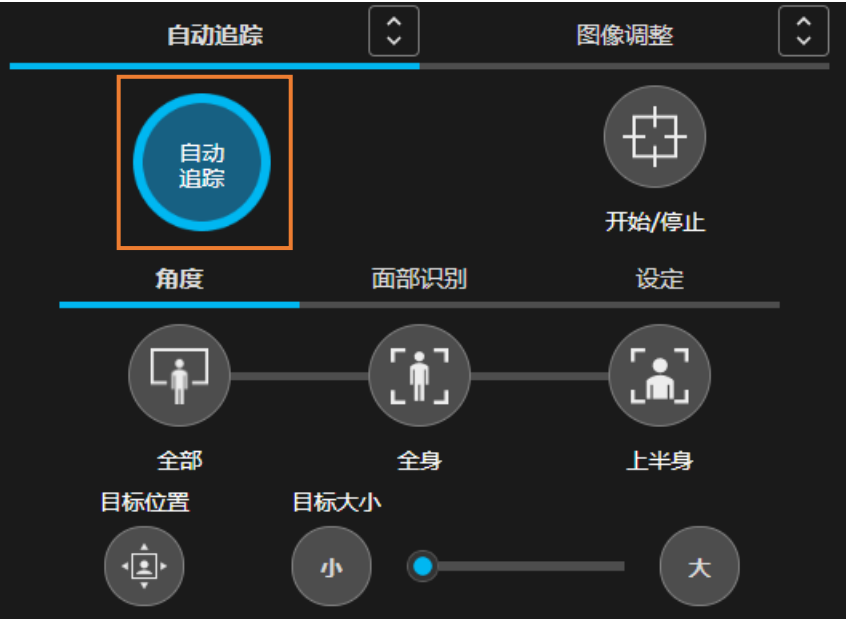 自动追踪
图像调整
自动
追踪
开始/停止
角度
面部识别
设定
全部
全身
上半身
目标位置
目标大小
小
大